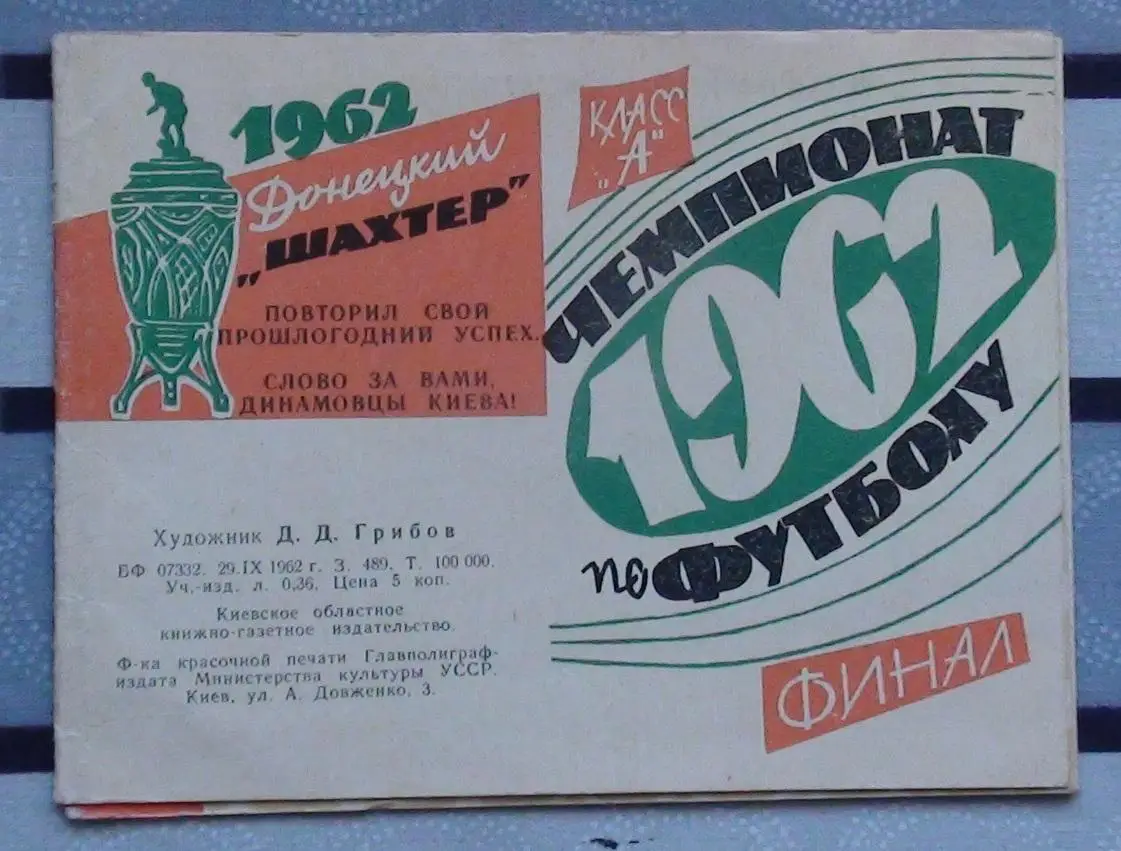 1962
Донецкий
„ШАХТЕР"
ПОВТОРИЛ СВОЙ
ПРОШЛОГОДНИЙ УСПЕХ.
СЛОВО ЗА ВАМИ,
ДИНАМОВЦЫ КИЕВА!
Художник Д. Д. Грибов
БФ 07332. 29.IX 1962 г. З. 489. Т. 100 000.
Уч.-изд. л. 0,36. Цена 5 коп.
Киевское областное
книжно-газетное издательство.
Ф-ка красочной печати Главполиграф-
издата Министерства культуры УССР.
Киев, ул. А. Довженко, 3.
КЛАСС
„А"
ЧЕМПИОНАТ
1962
по ФУТБОЛУ
ФИНАЛ